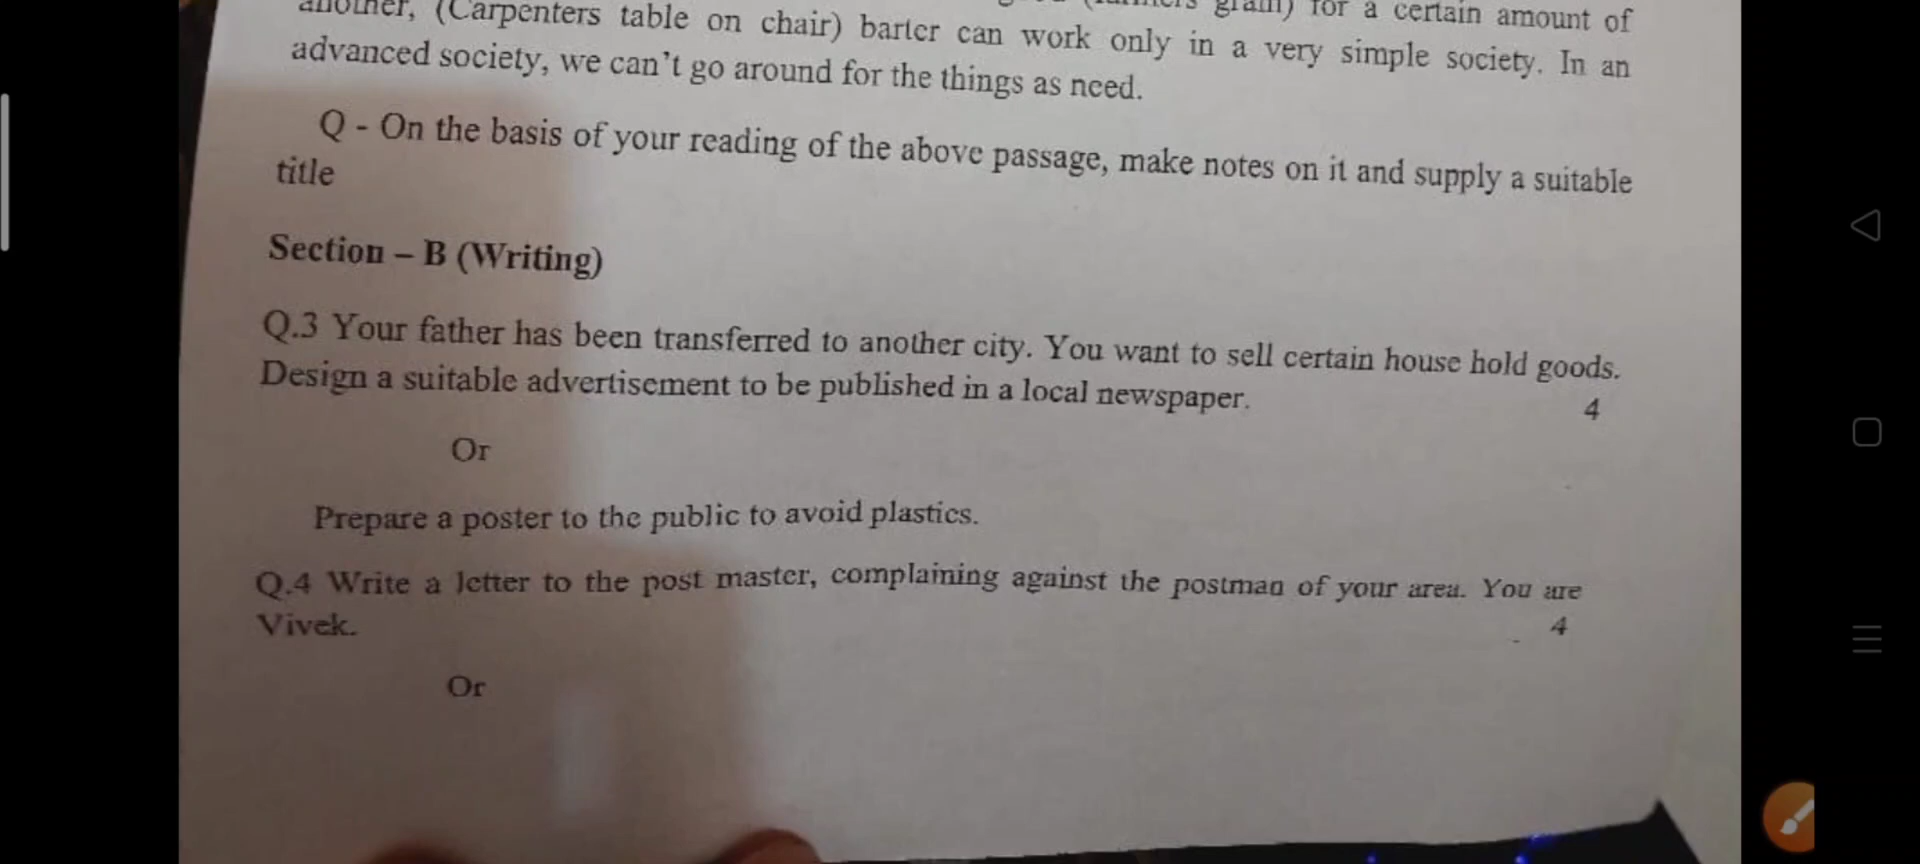 another, (Carpenters table on chair) barter can work only in a very simple society. In an
for a certain amount of
advanced society, we can't go around for the things as need.
Q - On the basis of your reading of the above passage, make notes on it and supply a suitable
title
Section – B (Writing)
Q.3 Your father has been transferred to another city. You want to sell certain house hold goods.
Design a suitable advertisement to be published in a local newspaper.
4
Or
Prepare a poster to the public to avoid plastics.
Q.4 Write a letter to the post master, complaining against the postman of your area. You are
Vivek.
4
Or